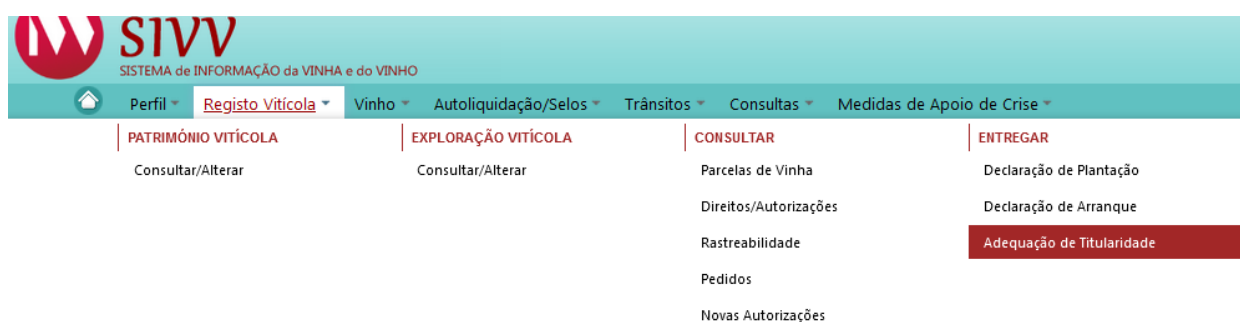 SIVV
SISTEMA de INFORMAÇÃO da VINHA e do VINHO
Perfil Registo Vitícola Vinho Autoliquidação/Selos Trânsitos Consultas Medidas de Apoio de Crise
PATRIMÓNIO VITÍCOLA EXPLORAÇÃO VITÍCOLA CONSULTAR ENTREGAR
Consultar/Alterar Consultar/Alterar Parcelas de Vinha Declaração de Plantação
Direitos/Autorizações Declaração de Arranque
Rastreabilidade Adequação de Titularidade
Pedidos
Novas Autorizações